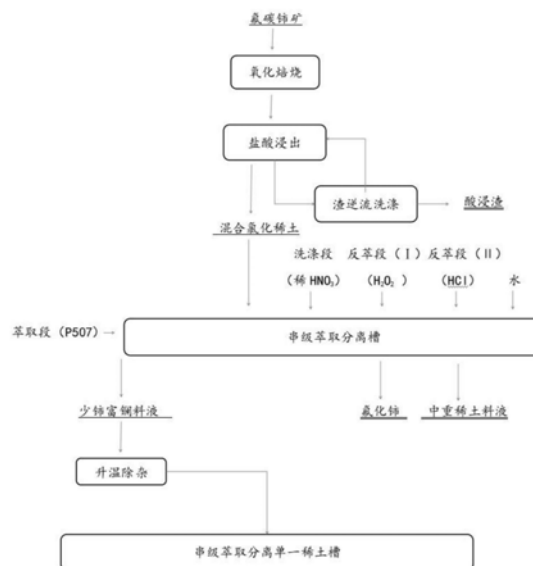 氟碳铈矿
氧化焙烧
盐酸浸出
渣逆流洗涤
酸浸渣
混合氯化稀土
洗涤段 反萃段（Ⅰ）反萃段（Ⅱ）
（稀HNO₃） （H₂O₂ ） （HCl） 水
萃取段（P507）
串级萃取分离槽
少铈富镧料液
氟化铈
中重稀土料液
升温除杂
串级萃取分离单一稀土槽